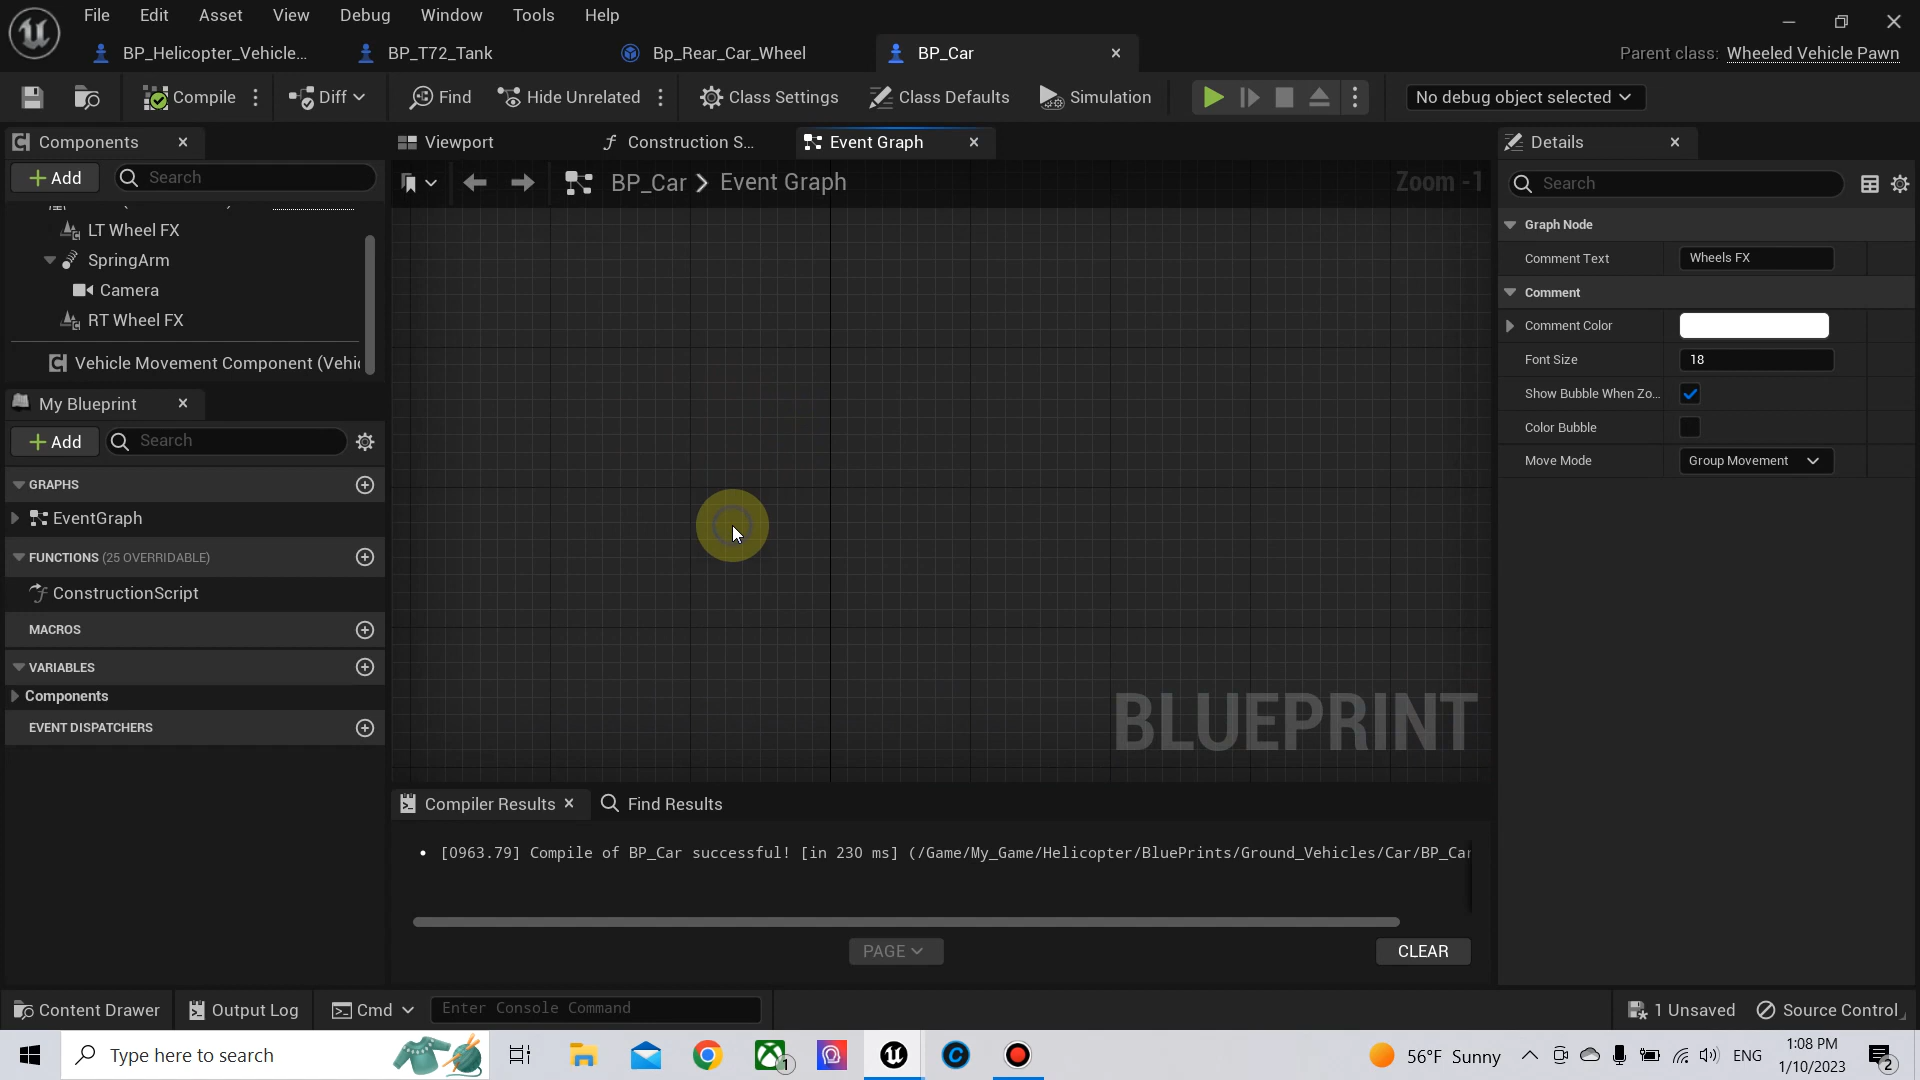 File Edit Asset View Debug Window Tools Help
BP_Helicopter_Vehicle... BP_T72_Tank Bp_Rear_Car_Wheel BP_Car Parent class: Wheeled Vehicle Pawn
Compile Diff Find Hide Unrelated Class Settings Class Defaults Simulation No debug object selected
Components Viewport Construction S... Event Graph Details
Add Search BP_Car Event Graph Zoom -1 Search
LT Wheel FX Graph Node
SpringArm Comment Text Wheels FX
Camera Comment
RT Wheel FX Comment Color
Vehicle Movement Component (Vehic Font Size 18
Show Bubble When Zo...
My Blueprint Color Bubble
Add Search Move Mode Group Movement
GRAPHS
EventGraph
FUNCTIONS (25 OVERRIDABLE)
ConstructionScript
MACROS
VARIABLES
Components
EVENT DISPATCHERS
BLUEPRINT
Compiler Results Find Results
[0963.79] Compile of BP_Car successful! [in 230 ms] (/Game/My_Game/Helicopter/BluePrints/Ground_Vehicles/Car/BP_Car
PAGE CLEAR
Content Drawer Output Log Cmd Enter Console Command 1 Unsaved Source Control
Type here to search 1 56°F Sunny ENG 1:08 PM 2
1/10/2023